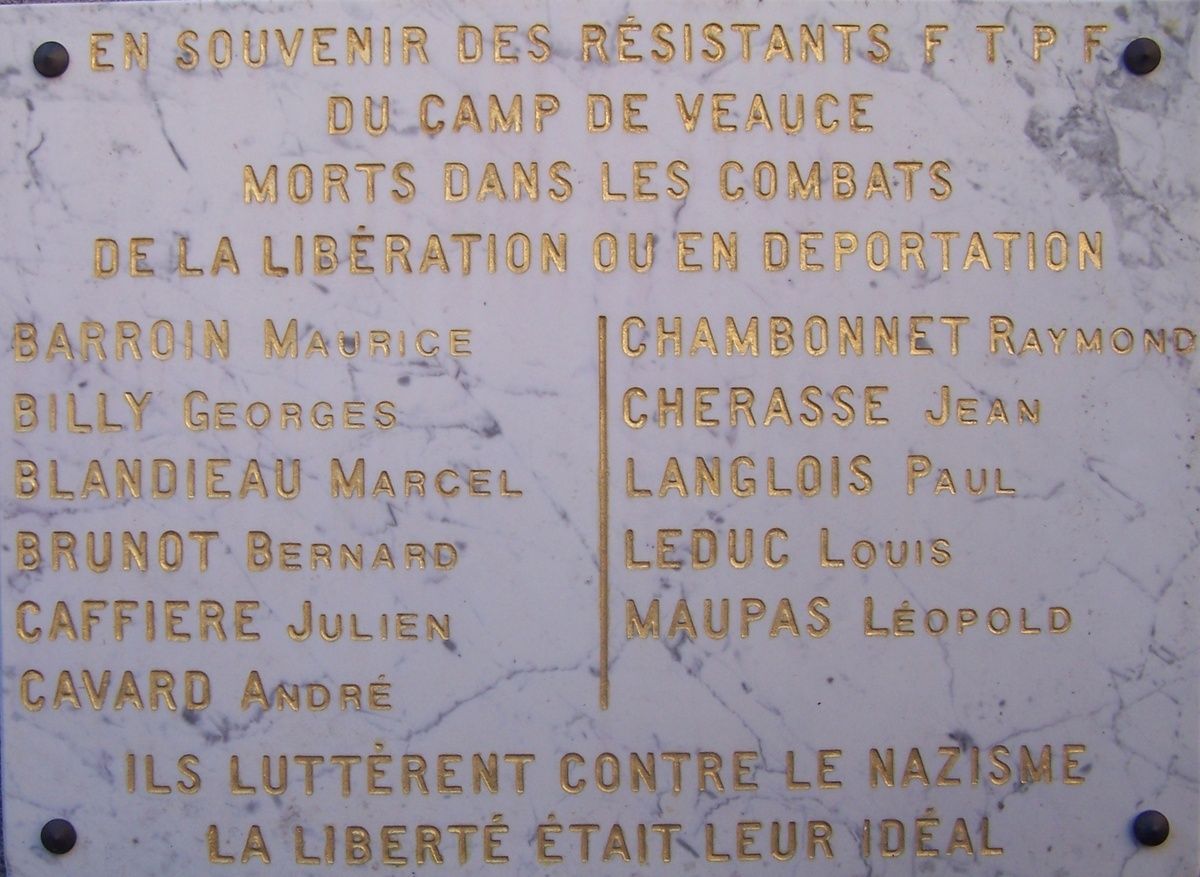 EN SOUVENIR DES RÉSISTANTS F T P F
DU CAMP DE VEAUCE
MORTS DANS LES COMBATS
DE LA LIBÉRATION OU EN DEPORTATION
BARROIN MAURICE
BILLY GEORGES
BLANDIEAU MARCEL
BRUNOT BERNARD
CAFFIERE JULIEN
CAVARD ANDRÉ
CHAMBONNET RAYMOND
CHERASSE JEAN
LANGLOIS PAUL
LEDUC LOUIS
MAUPAS LÉOPOLD
ILS LUTTÈRENT CONTRE LE NAZISME
LA LIBERTÉ ÉTAIT LEUR IDÉAL